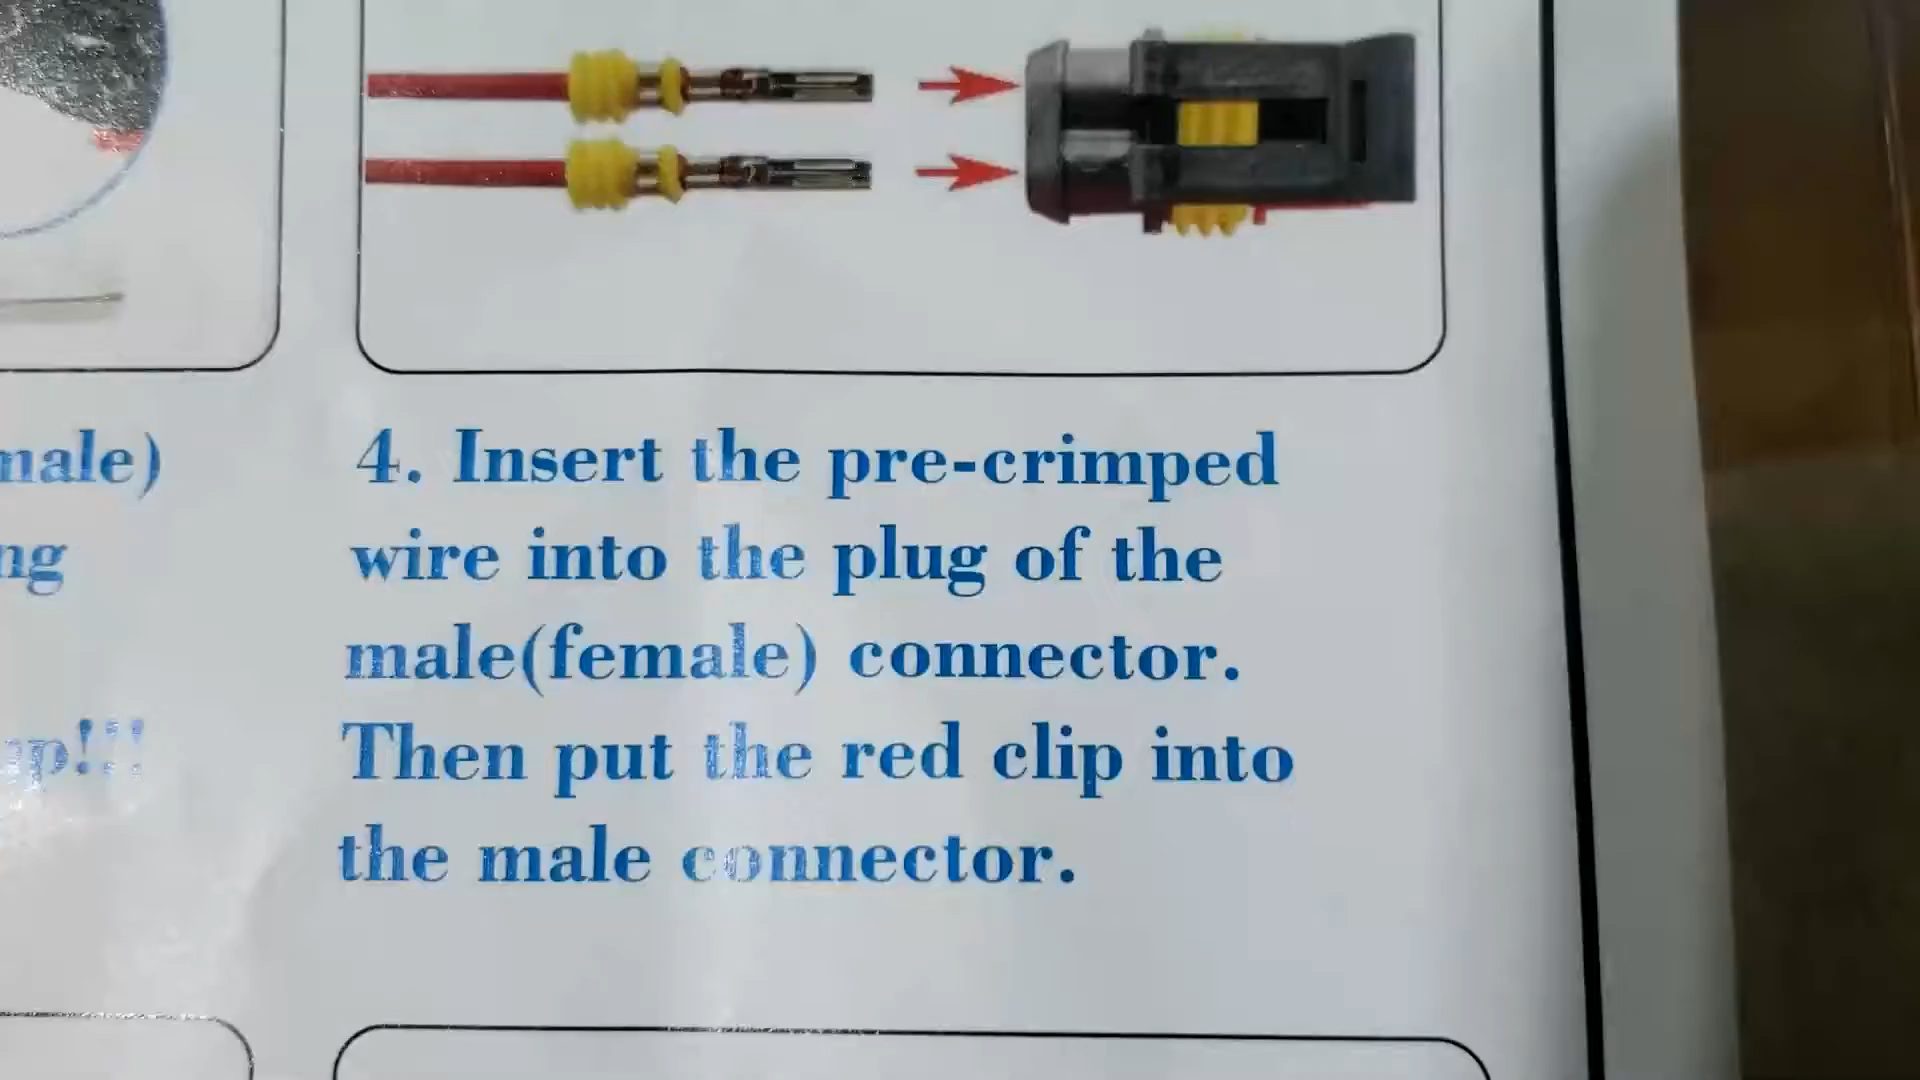 4. Insert the pre-crimped
wire into the plug of the
male(female) connector.
Then put the red clip into
the male connector.
male)
ng
up!!!